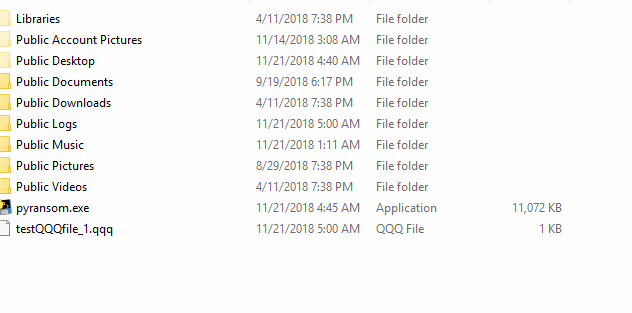 Libraries 4/11/2018 7:38 PM File folder
Public Account Pictures 11/14/2018 3:08 AM File folder
Public Desktop 11/21/2018 4:40 AM File folder
Public Documents 9/19/2018 6:17 PM File folder
Public Downloads 4/11/2018 7:38 PM File folder
Public Logs 11/21/2018 5:00 AM File folder
Public Music 11/21/2018 1:11 AM File folder
Public Pictures 8/29/2018 7:38 PM File folder
Public Videos 4/11/2018 7:38 PM File folder
pyransom.exe 11/21/2018 4:45 AM Application 11,072 KB
testQQQfile_1.qqq 11/21/2018 5:00 AM QQQ File 1 KB